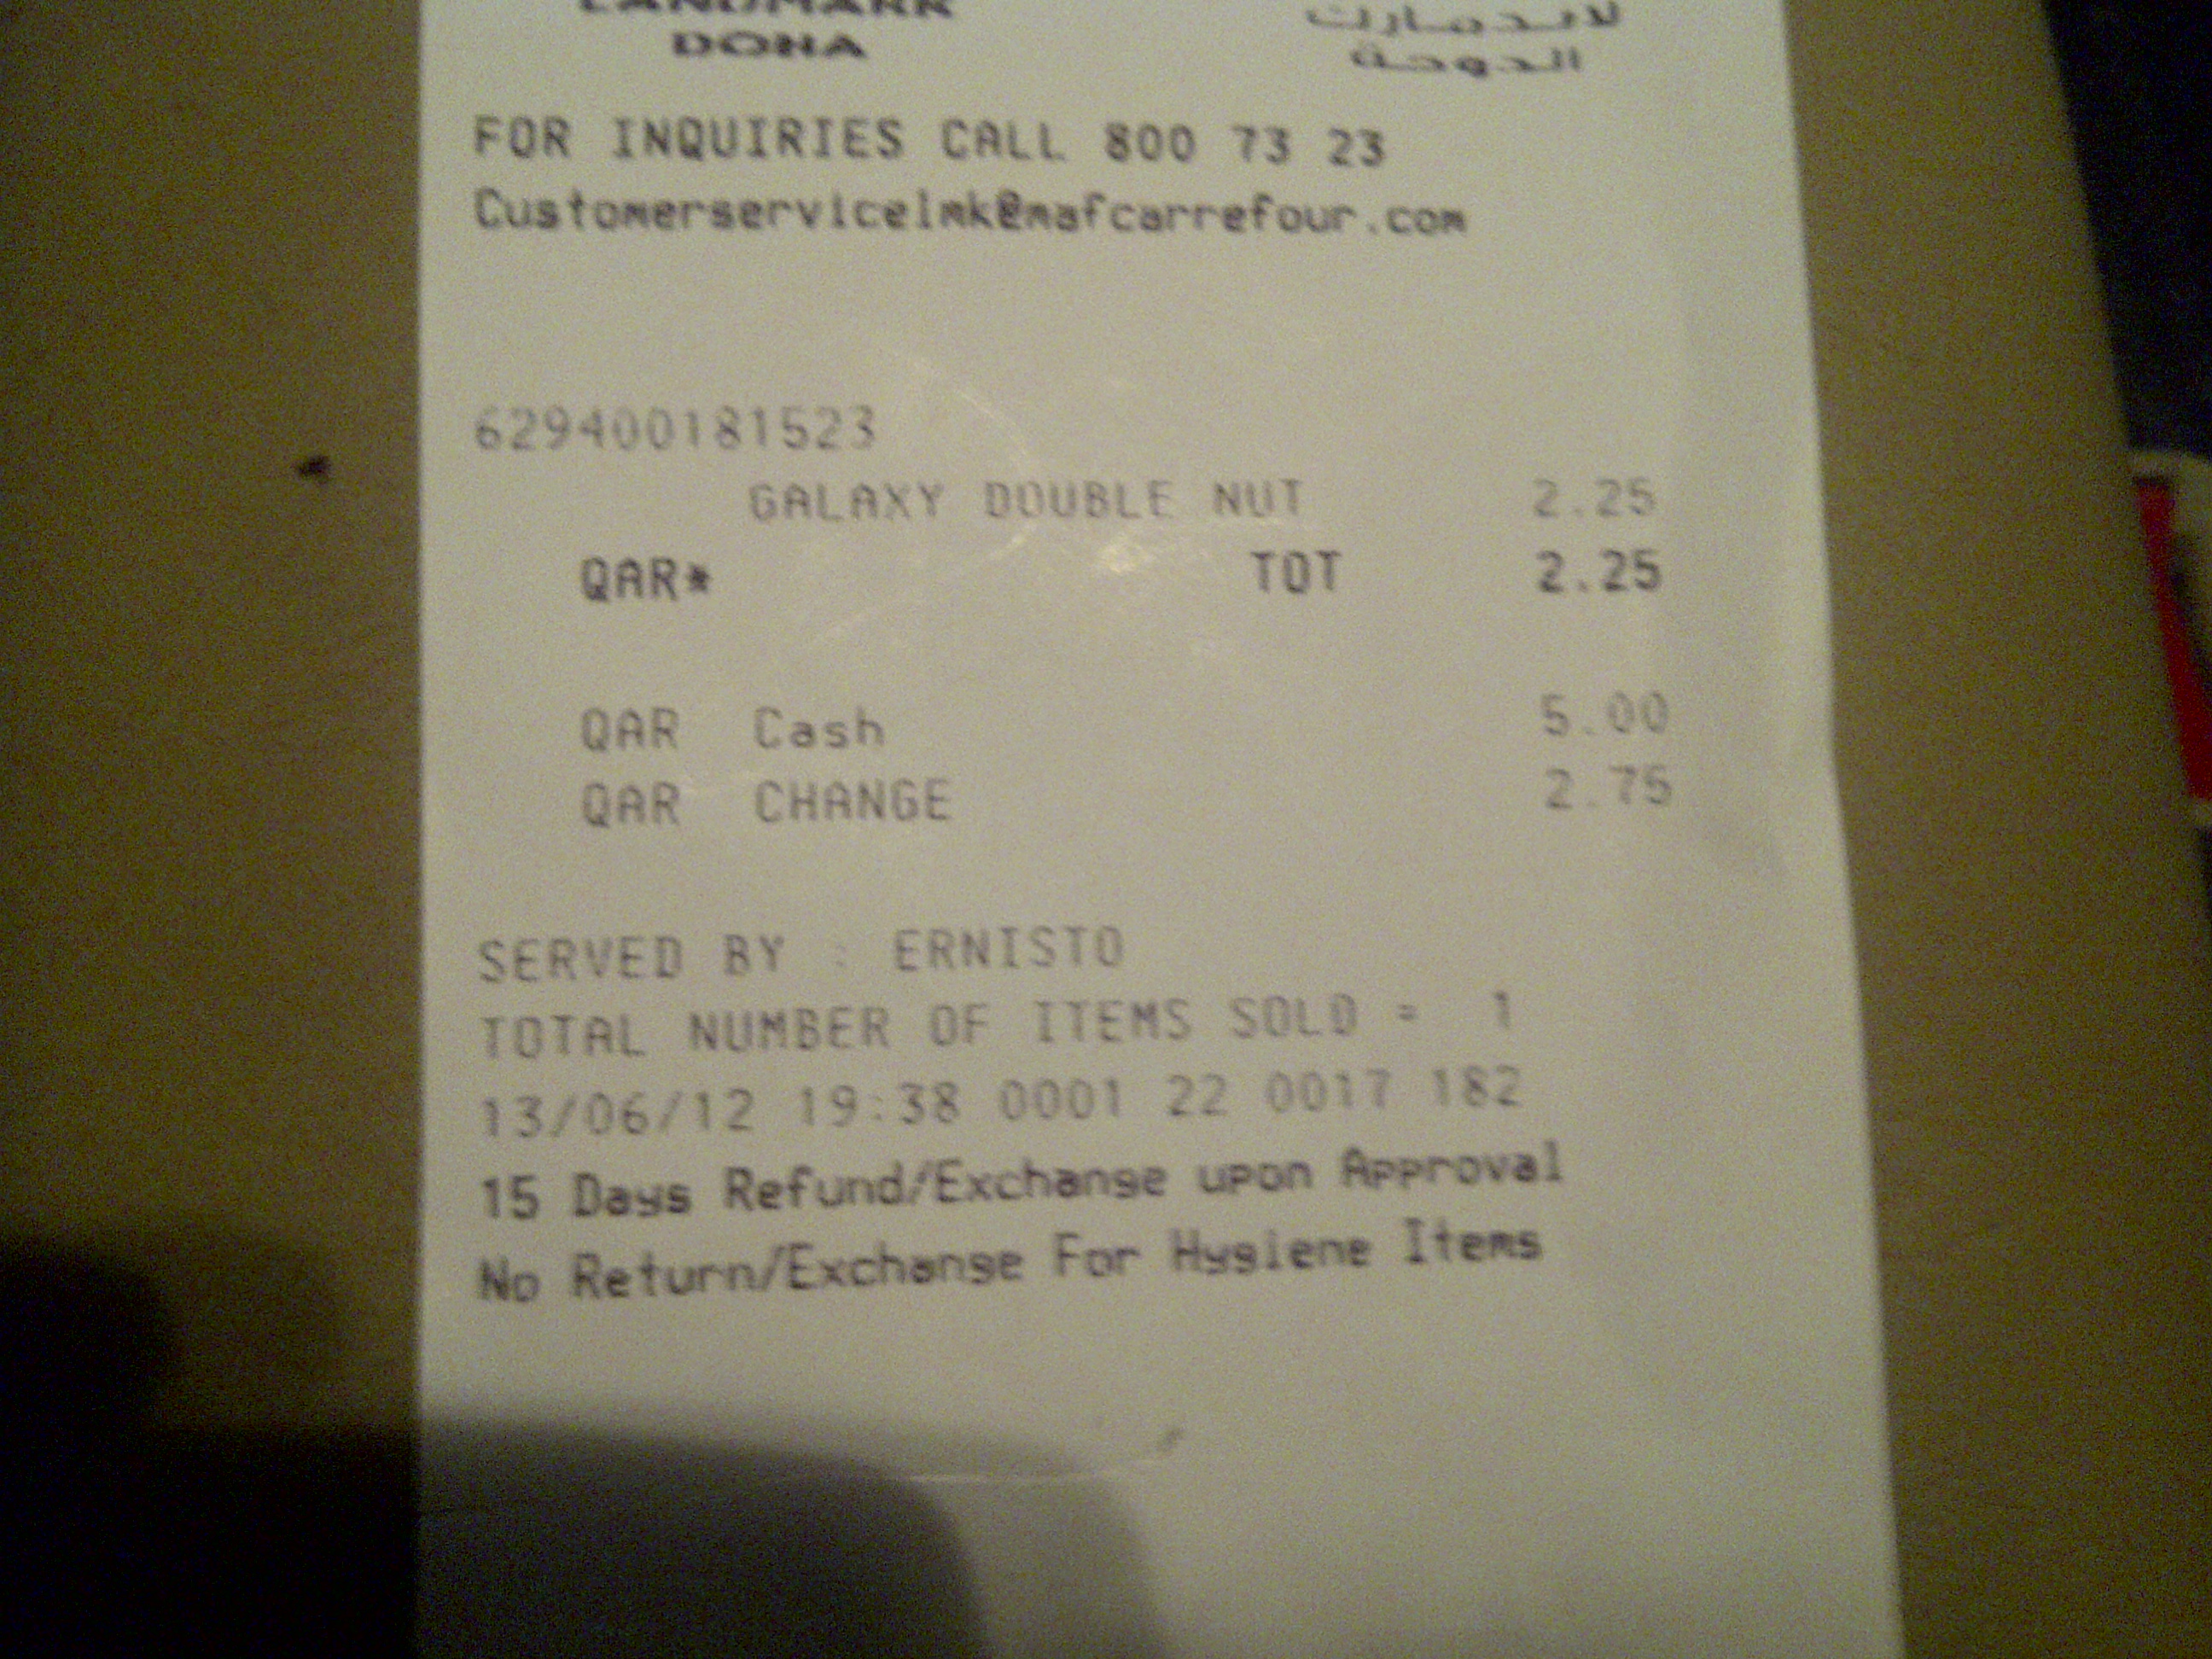 LANDMARK لاندمارك
DOHA الدوحة
FOR INQUIRIES CALL 800 73 23
Customerservicelmk@mafcarrefour.com
629400181523
GALAXY DOUBLE NUT 2.25
QAR* TOT 2.25
QAR Cash 5.00
QAR CHANGE 2.75
SERVED BY : ERNISTO
TOTAL NUMBER OF ITEMS SOLD = 1
13/06/12 19:38 0001 22 0017 182
15 Days Refund/Exchange upon Approval
No Return/Exchange For Hygiene Items